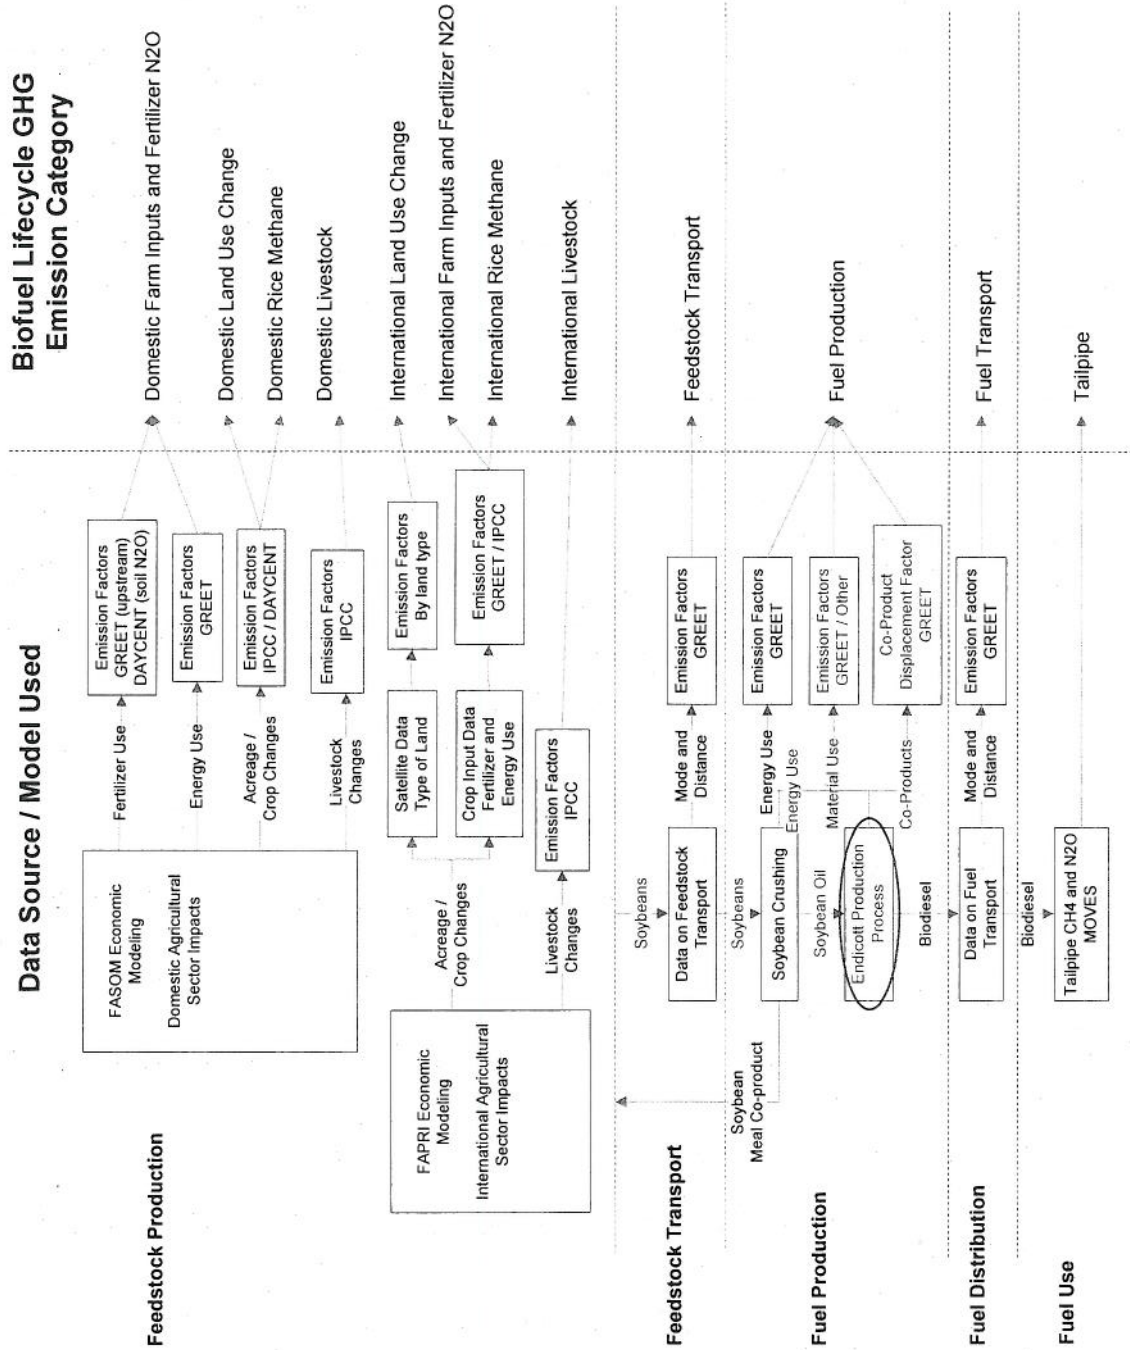 Data Source / Model Used
Biofuel Lifecycle GHG
Emission Category
Feedstock Production
FASOM Economic
Modeling
Domestic Agricultural
Sector Impacts
Fertilizer Use
Emission Factors
GREET (upstream)
DAYCENT (soil N2O)
Domestic Farm Inputs and Fertilizer N2O
Energy Use
Emission Factors
GREET
Acreage /
Crop Changes
Emission Factors
IPCC / DAYCENT
Domestic Land Use Change
Domestic Rice Methane
Livestock
Changes
Emission Factors
IPCC
Domestic Livestock
FAPRI Economic
Modeling
International Agricultural
Sector Impacts
Acreage /
Crop Changes
Satellite Data
Type of Land
Emission Factors
By land type
International Land Use Change
Crop Input Data
Fertilizer and
Energy Use
Emission Factors
GREET / IPCC
International Farm Inputs and Fertilizer N2O
International Rice Methane
Livestock
Changes
Emission Factors
IPCC
International Livestock
Feedstock Transport
Soybeans
Data on Feedstock
Transport
Mode and
Distance
Emission Factors
GREET
Feedstock Transport
Fuel Production
Soybean
Meal Co-product
Soybeans
Soybean Crushing
Energy Use
Energy Use
Emission Factors
GREET
Soybean Oil
Material Use
Emission Factors
GREET / Other
Fuel Production
Endicott Production
Process
Co-Products
Co-Product
Displacement Factor
GREET
Fuel Distribution
Biodiesel
Data on Fuel
Transport
Mode and
Distance
Emission Factors
GREET
Fuel Transport
Fuel Use
Biodiesel
Tailpipe CH4 and N2O
MOVES
Tailpipe